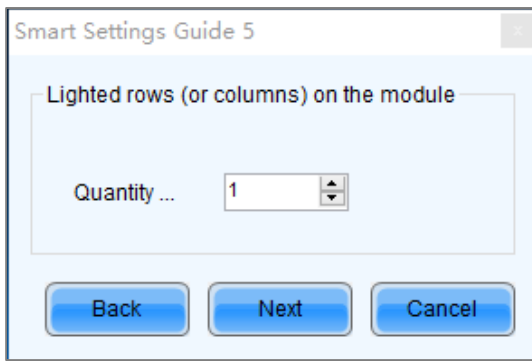 Smart Settings Guide 5
x
Lighted rows (or columns) on the module
Quantity ...
1
Back
Next
Cancel